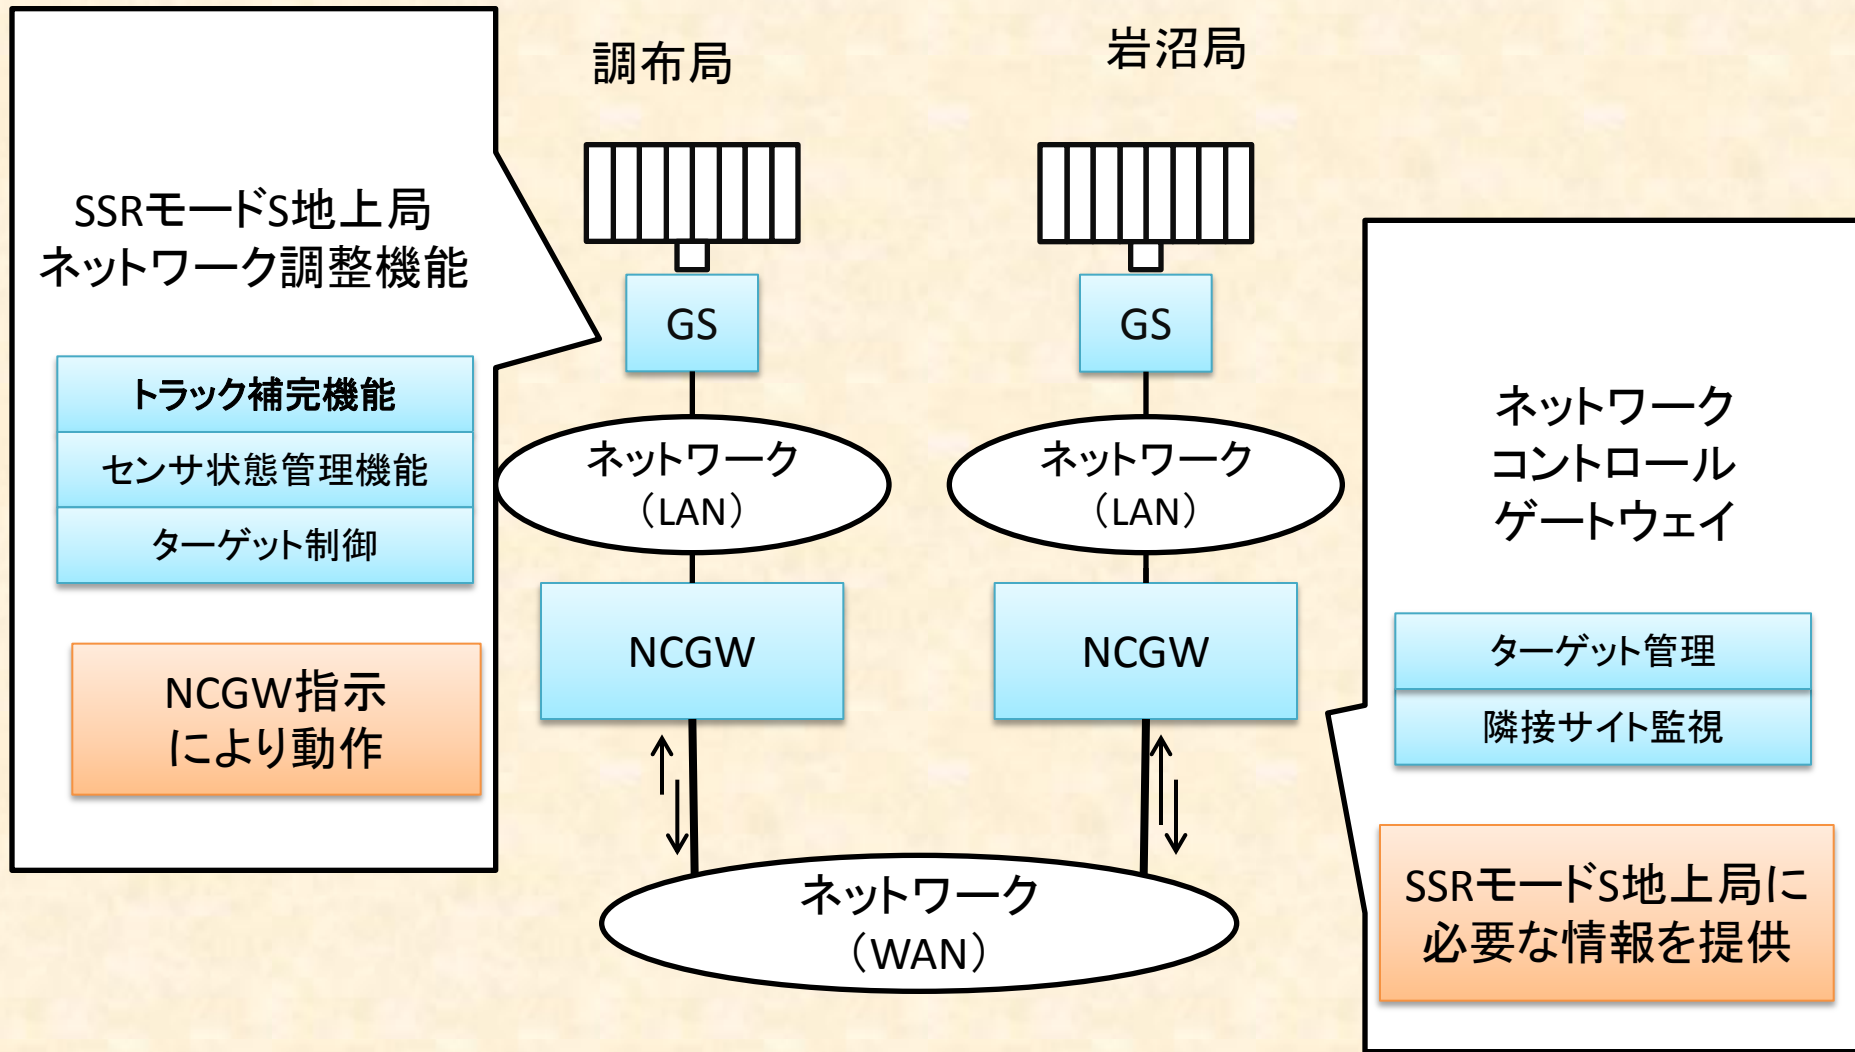 SSRモードS地上局
ネットワーク調整機能
トラック補完機能
センサ状態管理機能
ターゲット制御
NCGW指示
により動作
調布局
GS
ネットワーク
（LAN）
NCGW
岩沼局
GS
ネットワーク
（LAN）
NCGW
ネットワーク
（WAN）
ネットワーク
コントロール
ゲートウェイ
ターゲット管理
隣接サイト監視
SSRモードS地上局に
必要な情報を提供